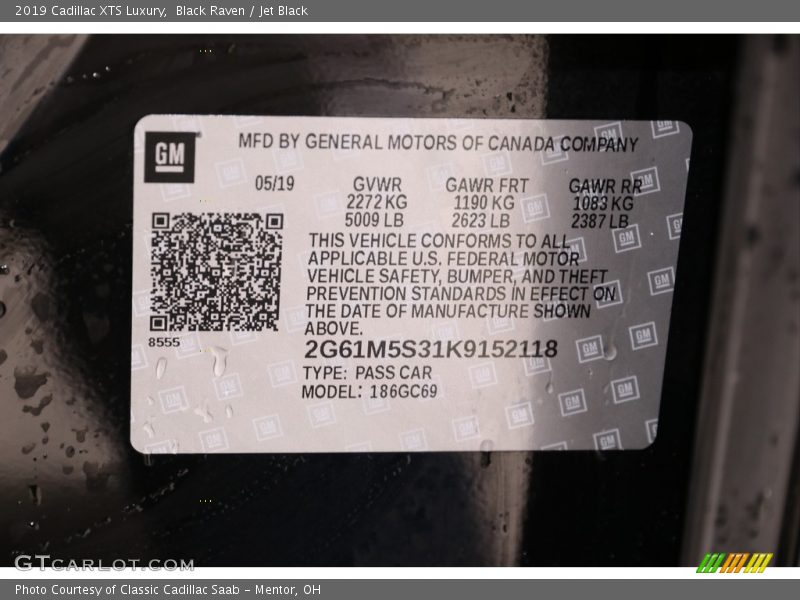 2019 Cadillac XTS Luxury,  Black Raven / Jet Black
GM
MFD BY GENERAL MOTORS OF CANADA COMPANY
05/19 GVWR GAWR FRT GAWR RR
2272 KG 1190 KG 1083 KG
5009 LB 2623 LB 2387 LB
THIS VEHICLE CONFORMS TO ALL
APPLICABLE U.S. FEDERAL MOTOR
VEHICLE SAFETY, BUMPER, AND THEFT
PREVENTION STANDARDS IN EFFECT ON
THE DATE OF MANUFACTURE SHOWN
ABOVE.
8555
2G61M5S31K9152118
TYPE: PASS CAR
MODEL: 186GC69
GTCARLOT.COM
Photo Courtesy of Classic Cadillac Saab - Mentor, OH